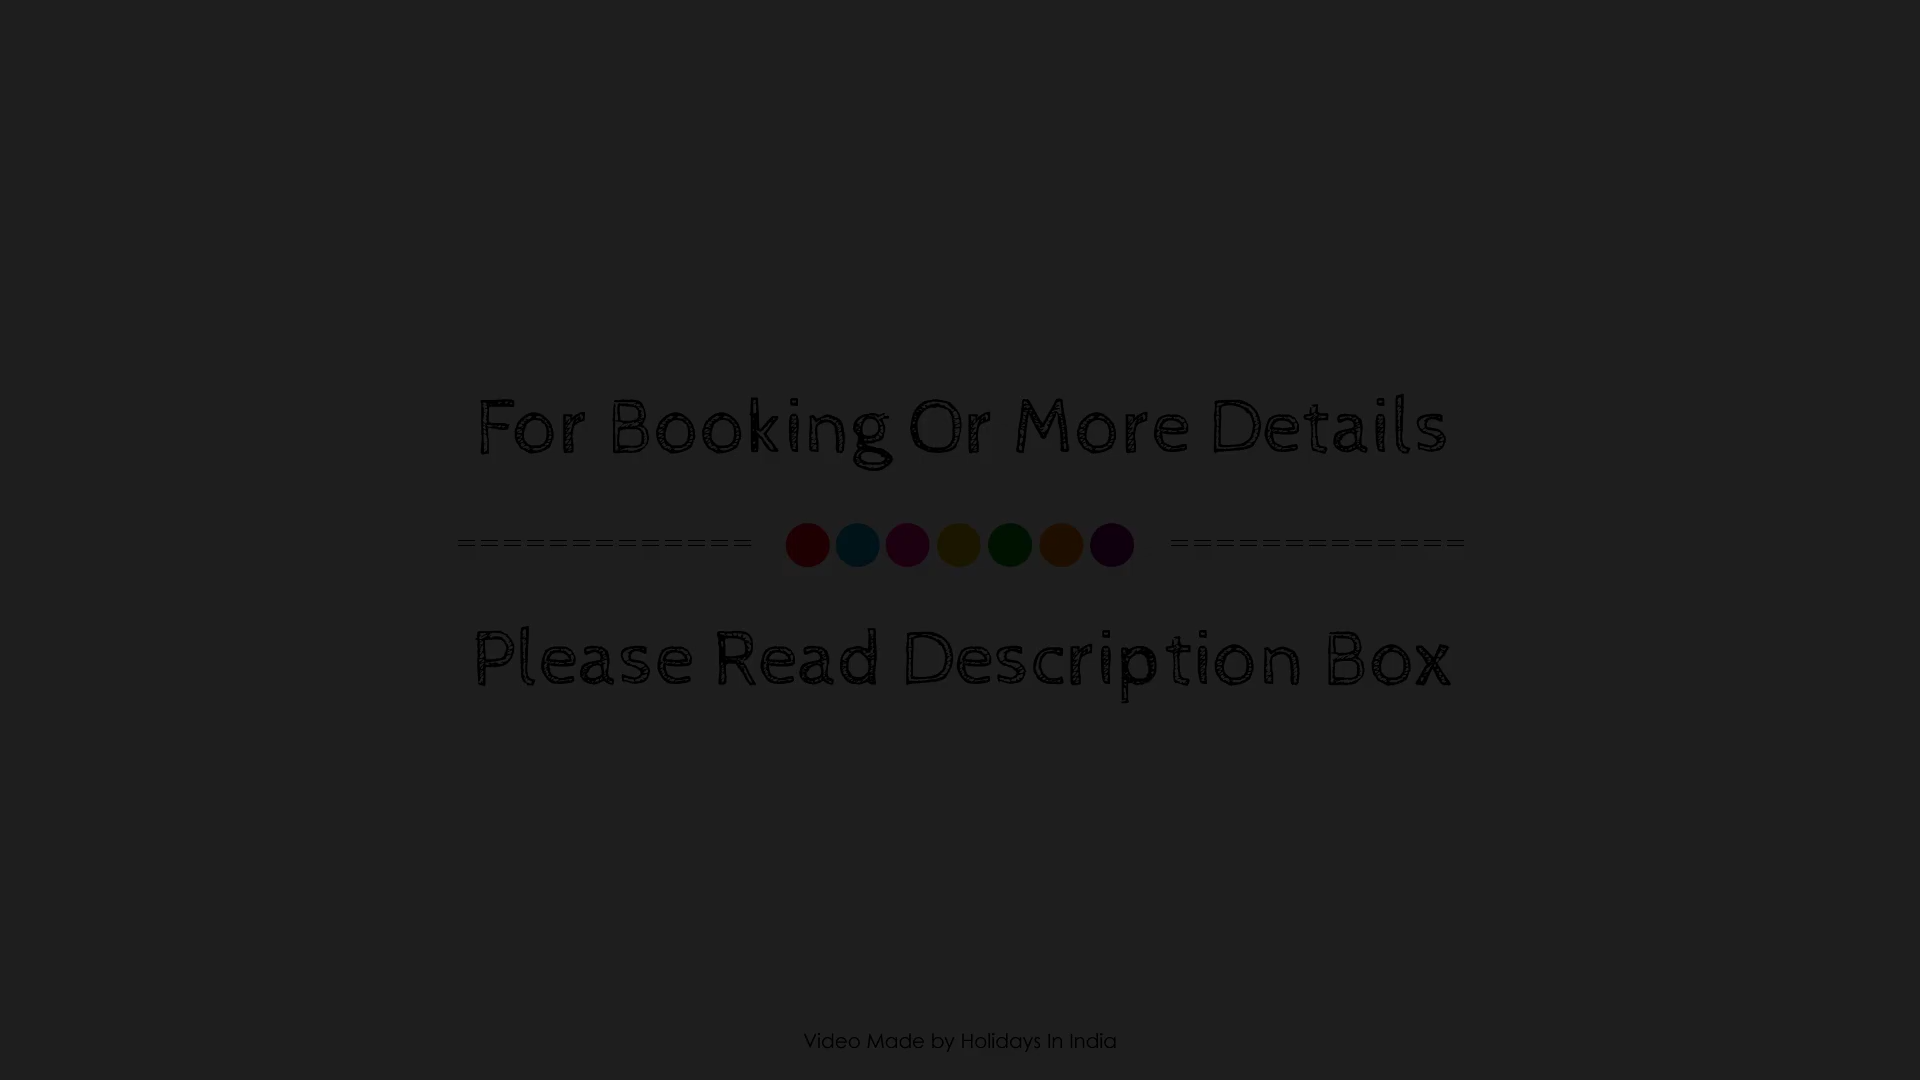 For Booking Or More Details
============= =============
Please Read Description Box
Video Made by Holidays In India